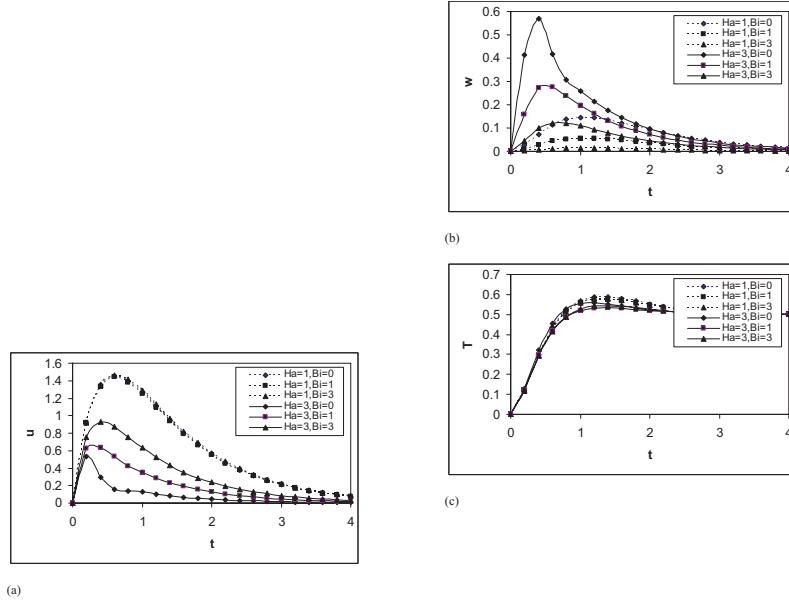 0.6
0.5
0.4
0.3
0.2
0.1
0
w
0 1 2 3 4
t
Ha=1,Bi=0
Ha=1,Bi=1
Ha=1,Bi=3
Ha=3,Bi=0
Ha=3,Bi=1
Ha=3,Bi=3
(b)
0.7
0.6
0.5
0.4
0.3
0.2
0.1
0
T
0 1 2 3 4
t
Ha=1,Bi=0
Ha=1,Bi=1
Ha=1,Bi=3
Ha=3,Bi=0
Ha=3,Bi=1
Ha=3,Bi=3
(c)
1.6
1.4
1.2
1
0.8
0.6
0.4
0.2
0
u
0 1 2 3 4
t
Ha=1,Bi=0
Ha=1,Bi=1
Ha=1,Bi=3
Ha=3,Bi=0
Ha=3,Bi=1
Ha=3,Bi=3
(a)